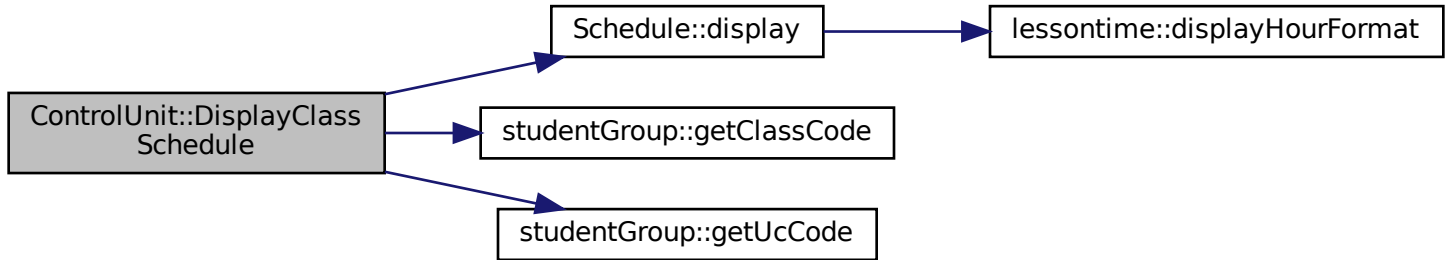 ControlUnit::DisplayClass
Schedule
Schedule::display
lessontime::displayHourFormat
studentGroup::getClassCode
studentGroup::getUcCode